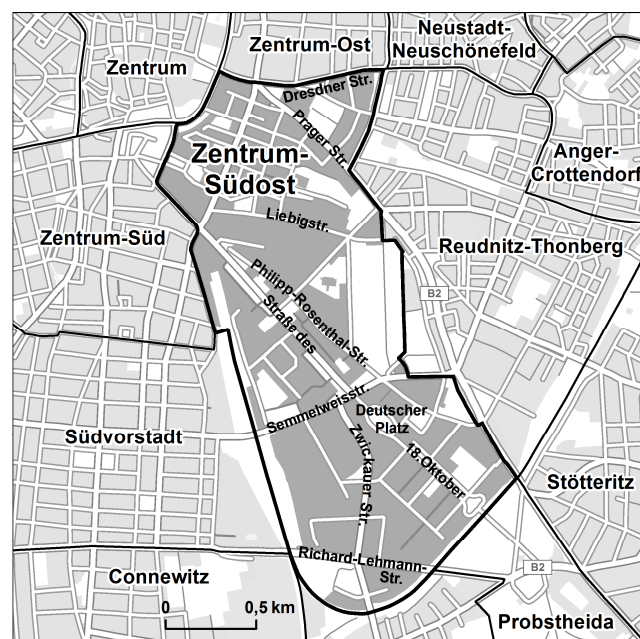 Neustadt-
Neuschönefeld
Zentrum-Ost
Zentrum
Dresdner Str.
Prager Str.
Zentrum-
Südost
Anger-
Crottendorf
Liebigstr.
Zentrum-Süd
Reudnitz-Thonberg
B2
Philipp-Rosenthal-Str.
Straße des
Semmelweisstr.
Deutscher
Platz
Südvorstadt
Zwickauer Str.
18.Oktober
Stötteritz
Richard-Lehmann-
Str.
B2
Connewitz
0 0,5 km
Probstheida